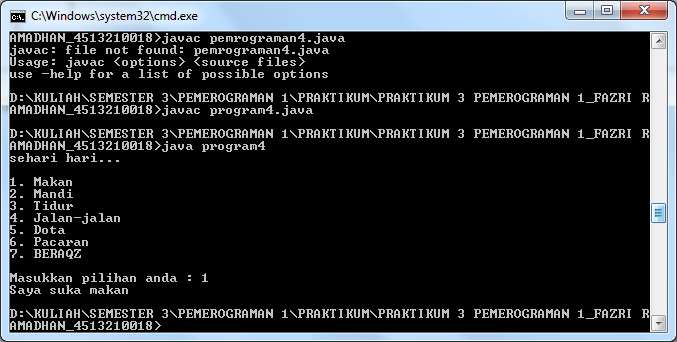 C:\Windows\system32\cmd.exe
AMADHAN_4513210018>javac pemrograman4.java
javac: file not found: pemrograman4.java
Usage: javac <options> <source files>
use -help for a list of possible options
D:\KULIAH\SEMESTER 3\PEMEROGRAMAN 1\PRAKTIKUM\PRAKTIKUM 3 PEMEROGRAMAN 1_FAZRI R
AMADHAN_4513210018>javac program4.java
D:\KULIAH\SEMESTER 3\PEMEROGRAMAN 1\PRAKTIKUM\PRAKTIKUM 3 PEMEROGRAMAN 1_FAZRI R
AMADHAN_4513210018>java program4
sehari hari...
1. Makan
2. Mandi
3. Tidur
4. Jalan-jalan
5. Dota
6. Pacaran
7. BERAQZ
Masukkan pilihan anda : 1
Saya suka makan
D:\KULIAH\SEMESTER 3\PEMEROGRAMAN 1\PRAKTIKUM\PRAKTIKUM 3 PEMEROGRAMAN 1_FAZRI R
AMADHAN_4513210018>